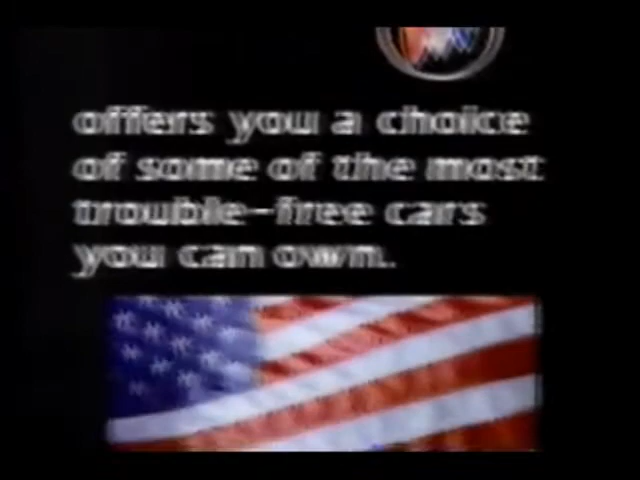 offers you a choice
of some of the most
trouble-free cars
you can own.